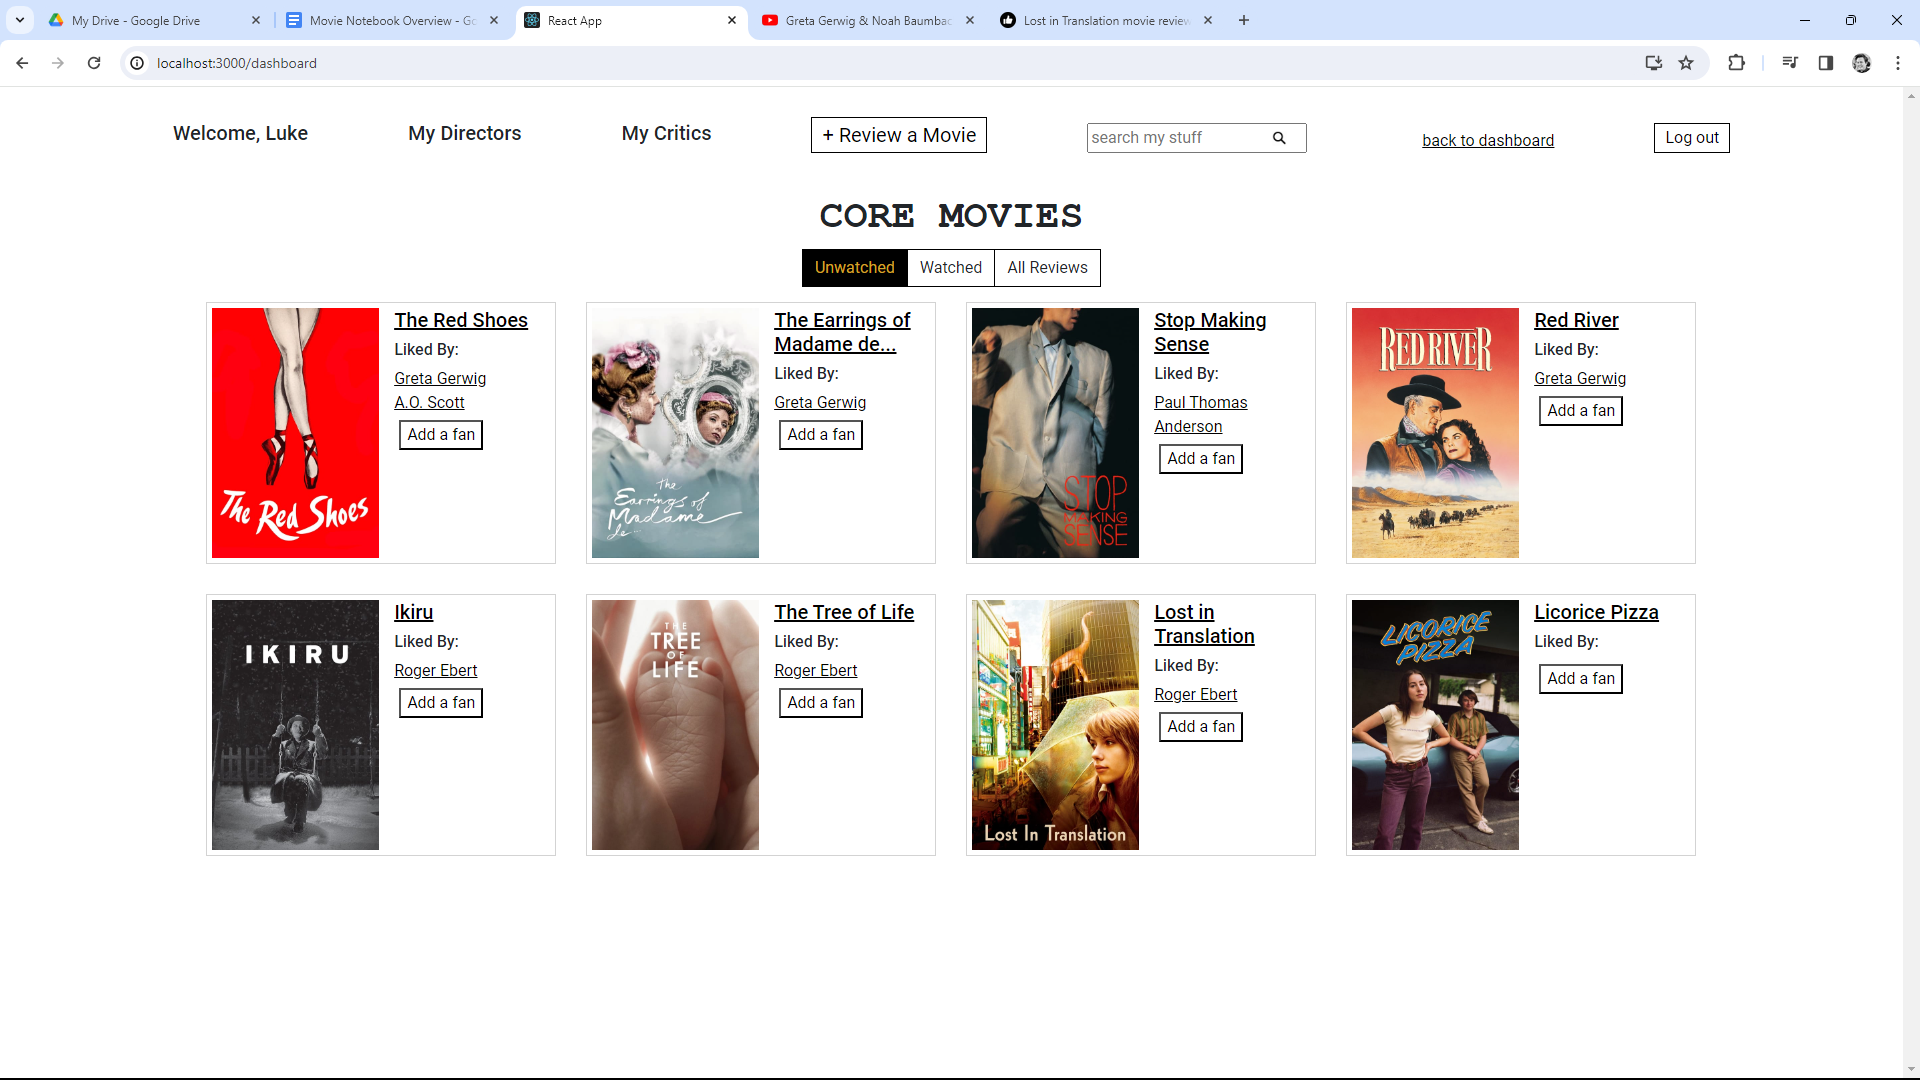 My Drive - Google Drive
Movie Notebook Overview - Go
React App
Greta Gerwig & Noah Baumbac
Lost in Translation movie review
localhost:3000/dashboard
Welcome, Luke
My Directors
My Critics
+ Review a Movie
search my stuff
back to dashboard
Log out
CORE MOVIES
Unwatched
Watched
All Reviews
The Red Shoes
The Red Shoes
Liked By:
Greta Gerwig
A.O. Scott
Add a fan
The
Earrings of
Madame
de...
The Earrings of
Madame de...
Liked By:
Greta Gerwig
Add a fan
STOP
MAKING
SENSE
Stop Making
Sense
Liked By:
Paul Thomas
Anderson
Add a fan
RED RIVER
Red River
Liked By:
Greta Gerwig
Add a fan
IKIRU
Ikiru
Liked By:
Roger Ebert
Add a fan
THE
TREE
OF
LIFE
The Tree of Life
Liked By:
Roger Ebert
Add a fan
Lost In Translation
Lost in
Translation
Liked By:
Roger Ebert
Add a fan
LICORICE
PIZZA
Licorice Pizza
Liked By:
Add a fan